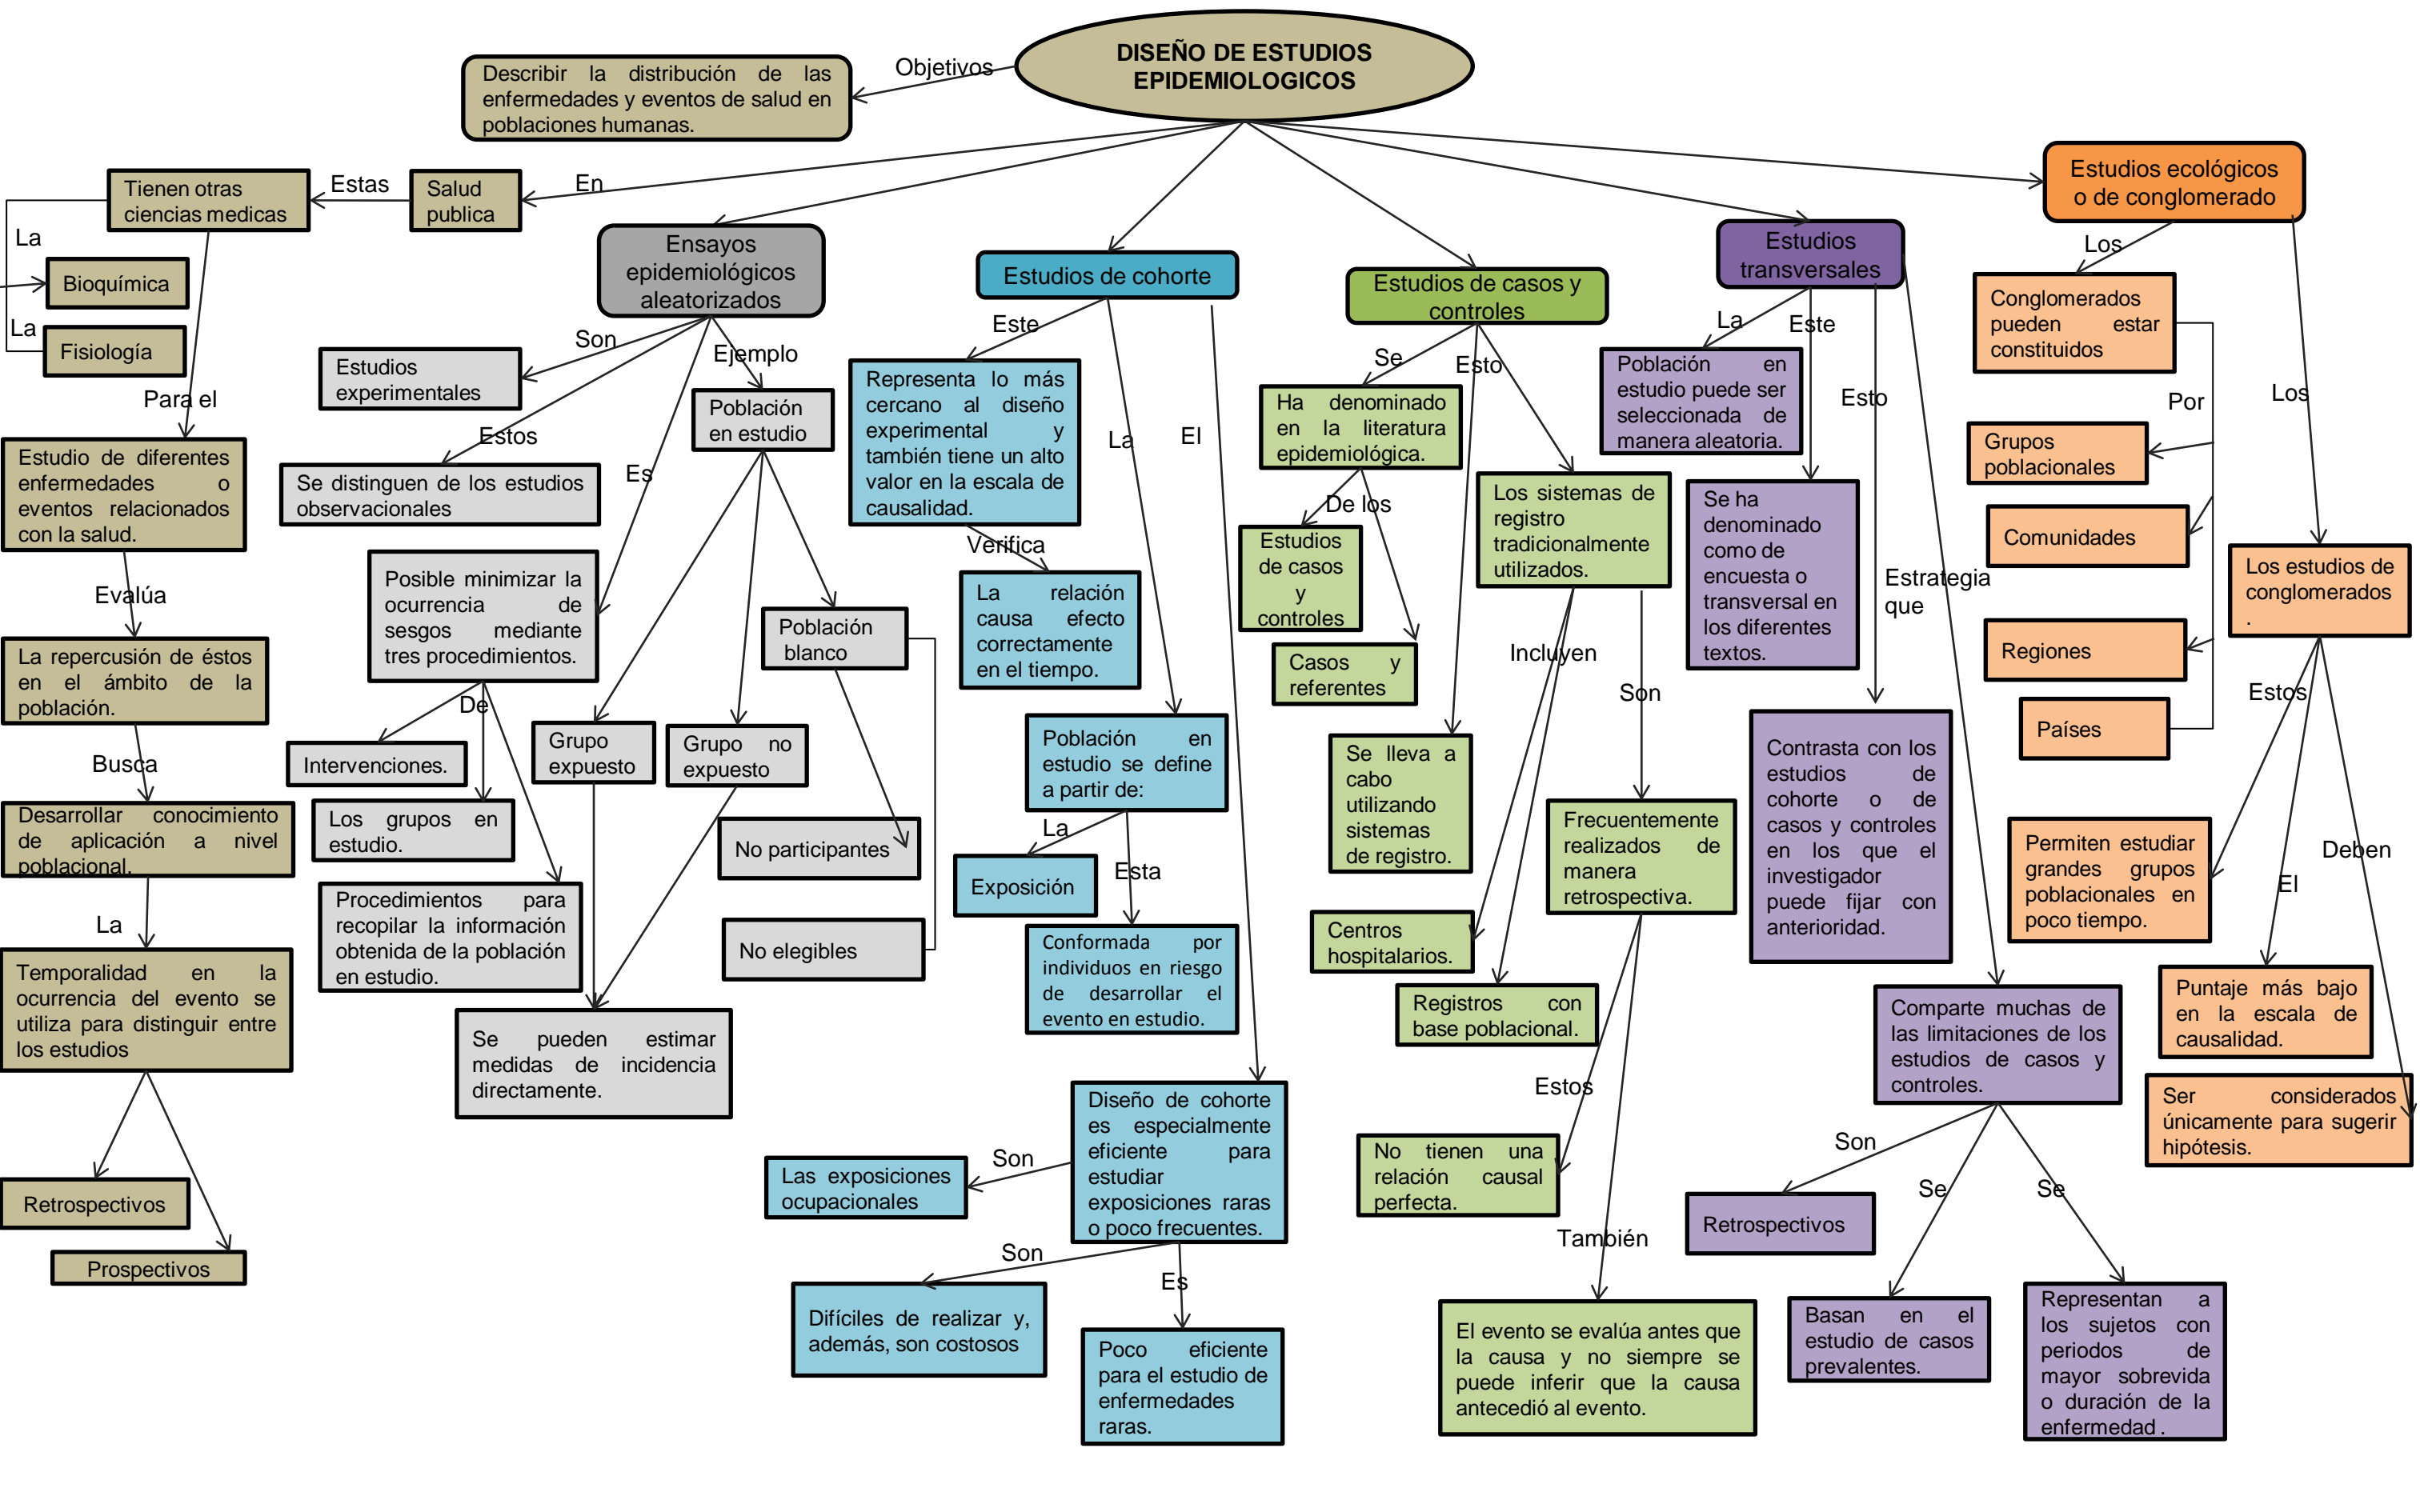 DISEÑO DE ESTUDIOS
EPIDEMIOLOGICOS
Objetivos
Describir la distribución de las
enfermedades y eventos de salud en
poblaciones humanas.
En
Salud
publica
Estas
Tienen otras
ciencias medicas
La
Bioquímica
La
Fisiología
Para el
Estudio de diferentes
enfermedades o
eventos relacionados
con la salud.
Evalúa
La repercusión de éstos
en el ámbito de la
población.
Busca
Desarrollar conocimiento
de aplicación a nivel
poblacional.
La
Temporalidad en la
ocurrencia del evento se
utiliza para distinguir entre
los estudios
Retrospectivos
Prospectivos
Ensayos
epidemiológicos
aleatorizados
Son
Estudios
experimentales
Estos
Se distinguen de los estudios
observacionales
Es
Posible minimizar la
ocurrencia de
sesgos mediante
tres procedimientos.
De
Intervenciones.
Los grupos en
estudio.
Procedimientos para
recopilar la información
obtenida de la población
en estudio.
Ejemplo
Población
en estudio
Grupo
expuesto
Grupo no
expuesto
Población
blanco
No participantes
No elegibles
Se pueden estimar
medidas de incidencia
directamente.
Estudios de cohorte
Este
Representa lo más
cercano al diseño
experimental y
también tiene un alto
valor en la escala de
causalidad.
Verifica
La relación
causa efecto
correctamente
en el tiempo.
La
Población en
estudio se define
a partir de:
La
Exposición
Esta
Conformada por
individuos en riesgo
de desarrollar el
evento en estudio.
El
Diseño de cohorte
es especialmente
eficiente para
estudiar
exposiciones raras
o poco frecuentes.
Son
Las exposiciones
ocupacionales
Son
Difíciles de realizar y,
además, son costosos
Es
Poco eficiente
para el estudio de
enfermedades
raras.
Estudios de casos y
controles
Se
Ha denominado
en la literatura
epidemiológica.
De los
Estudios
de casos
y
controles
Casos y
referentes
Esto
Se lleva a
cabo
utilizando
sistemas
de registro.
Los sistemas de
registro
tradicionalmente
utilizados.
Incluyen
Centros
hospitalarios.
Registros con
base poblacional.
Son
Frecuentemente
realizados de
manera
retrospectiva.
Estos
No tienen una
relación causal
perfecta.
También
El evento se evalúa antes que
la causa y no siempre se
puede inferir que la causa
antecedió al evento.
Estudios
transversales
La
Población en
estudio puede ser
seleccionada de
manera aleatoria.
Este
Se ha
denominado
como de
encuesta o
transversal en
los diferentes
textos.
Esto
Contrasta con los
estudios de
cohorte o de
casos y controles
en los que el
investigador
puede fijar con
anterioridad.
Estrategia
que
Comparte muchas de
las limitaciones de los
estudios de casos y
controles.
Son
Retrospectivos
Se
Basan en el
estudio de casos
prevalentes.
Se
Representan a
los sujetos con
periodos de
mayor sobrevida
o duración de la
enfermedad .
Estudios ecológicos
o de conglomerado
Los
Conglomerados
pueden estar
constituidos
Por
Grupos
poblacionales
Comunidades
Regiones
Países
Los
Los estudios de
conglomerados
.
Estos
Permiten estudiar
grandes grupos
poblacionales en
poco tiempo.
El
Puntaje más bajo
en la escala de
causalidad.
Deben
Ser considerados
únicamente para sugerir
hipótesis.